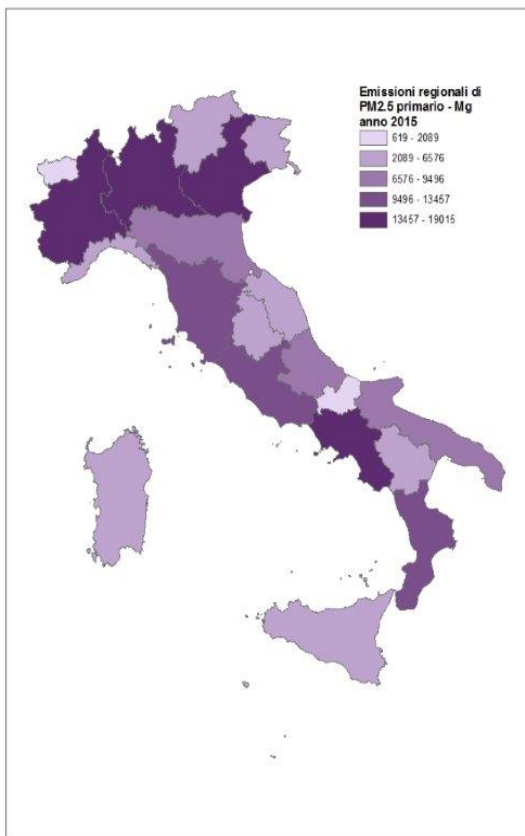 Emissioni regionali di
PM2.5 primario - Mg
anno 2015
619 - 2089
2089 - 6576
6576 - 9496
9496 - 13457
13457 - 19015